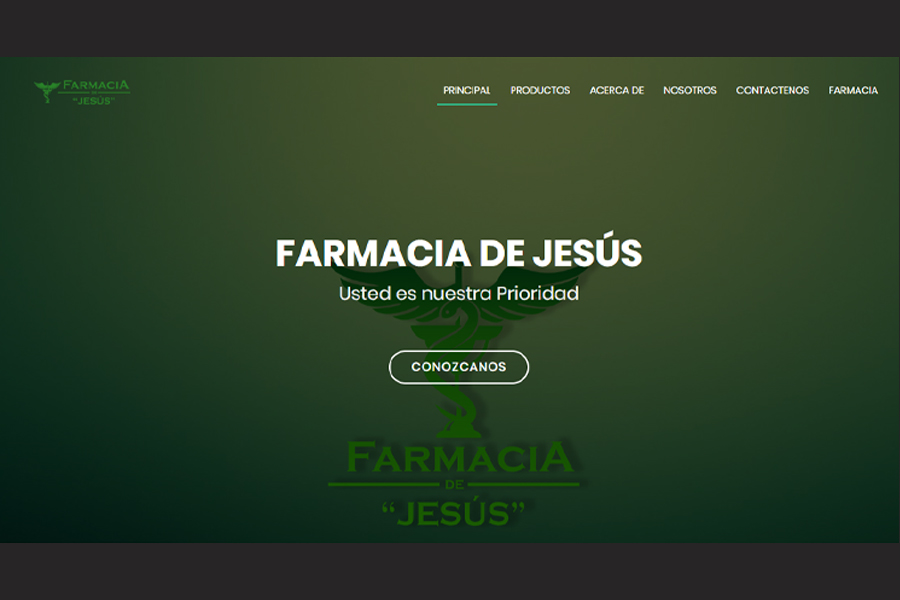 FARMACIA
DE
“JESÚS”
PRINCIPAL
PRODUCTOS
ACERCA DE
NOSOTROS
CONTACTENOS
FARMACIA
FARMACIA DE JESÚS
Usted es nuestra Prioridad
CONOZCANOS
FARMACIA
DE
“JESÚS”